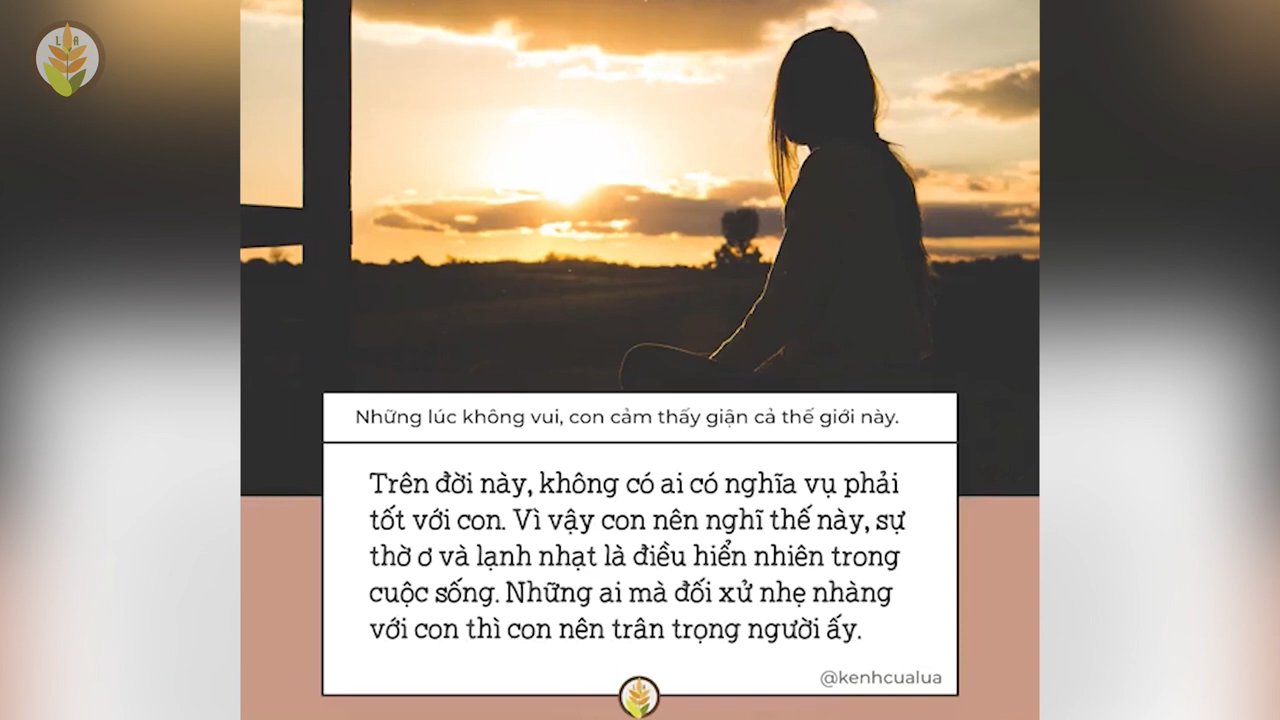 L A
Những lúc không vui, con cảm thấy giận cả thế giới này.
Trên đời này, không có ai có nghĩa vụ phải
tốt với con. Vì vậy con nên nghĩ thế này, sự
thờ ơ và lạnh nhạt là điều hiển nhiên trong
cuộc sống. Những ai mà đối xử nhẹ nhàng
với con thì con nên trân trọng người ấy.
@kenhcualua